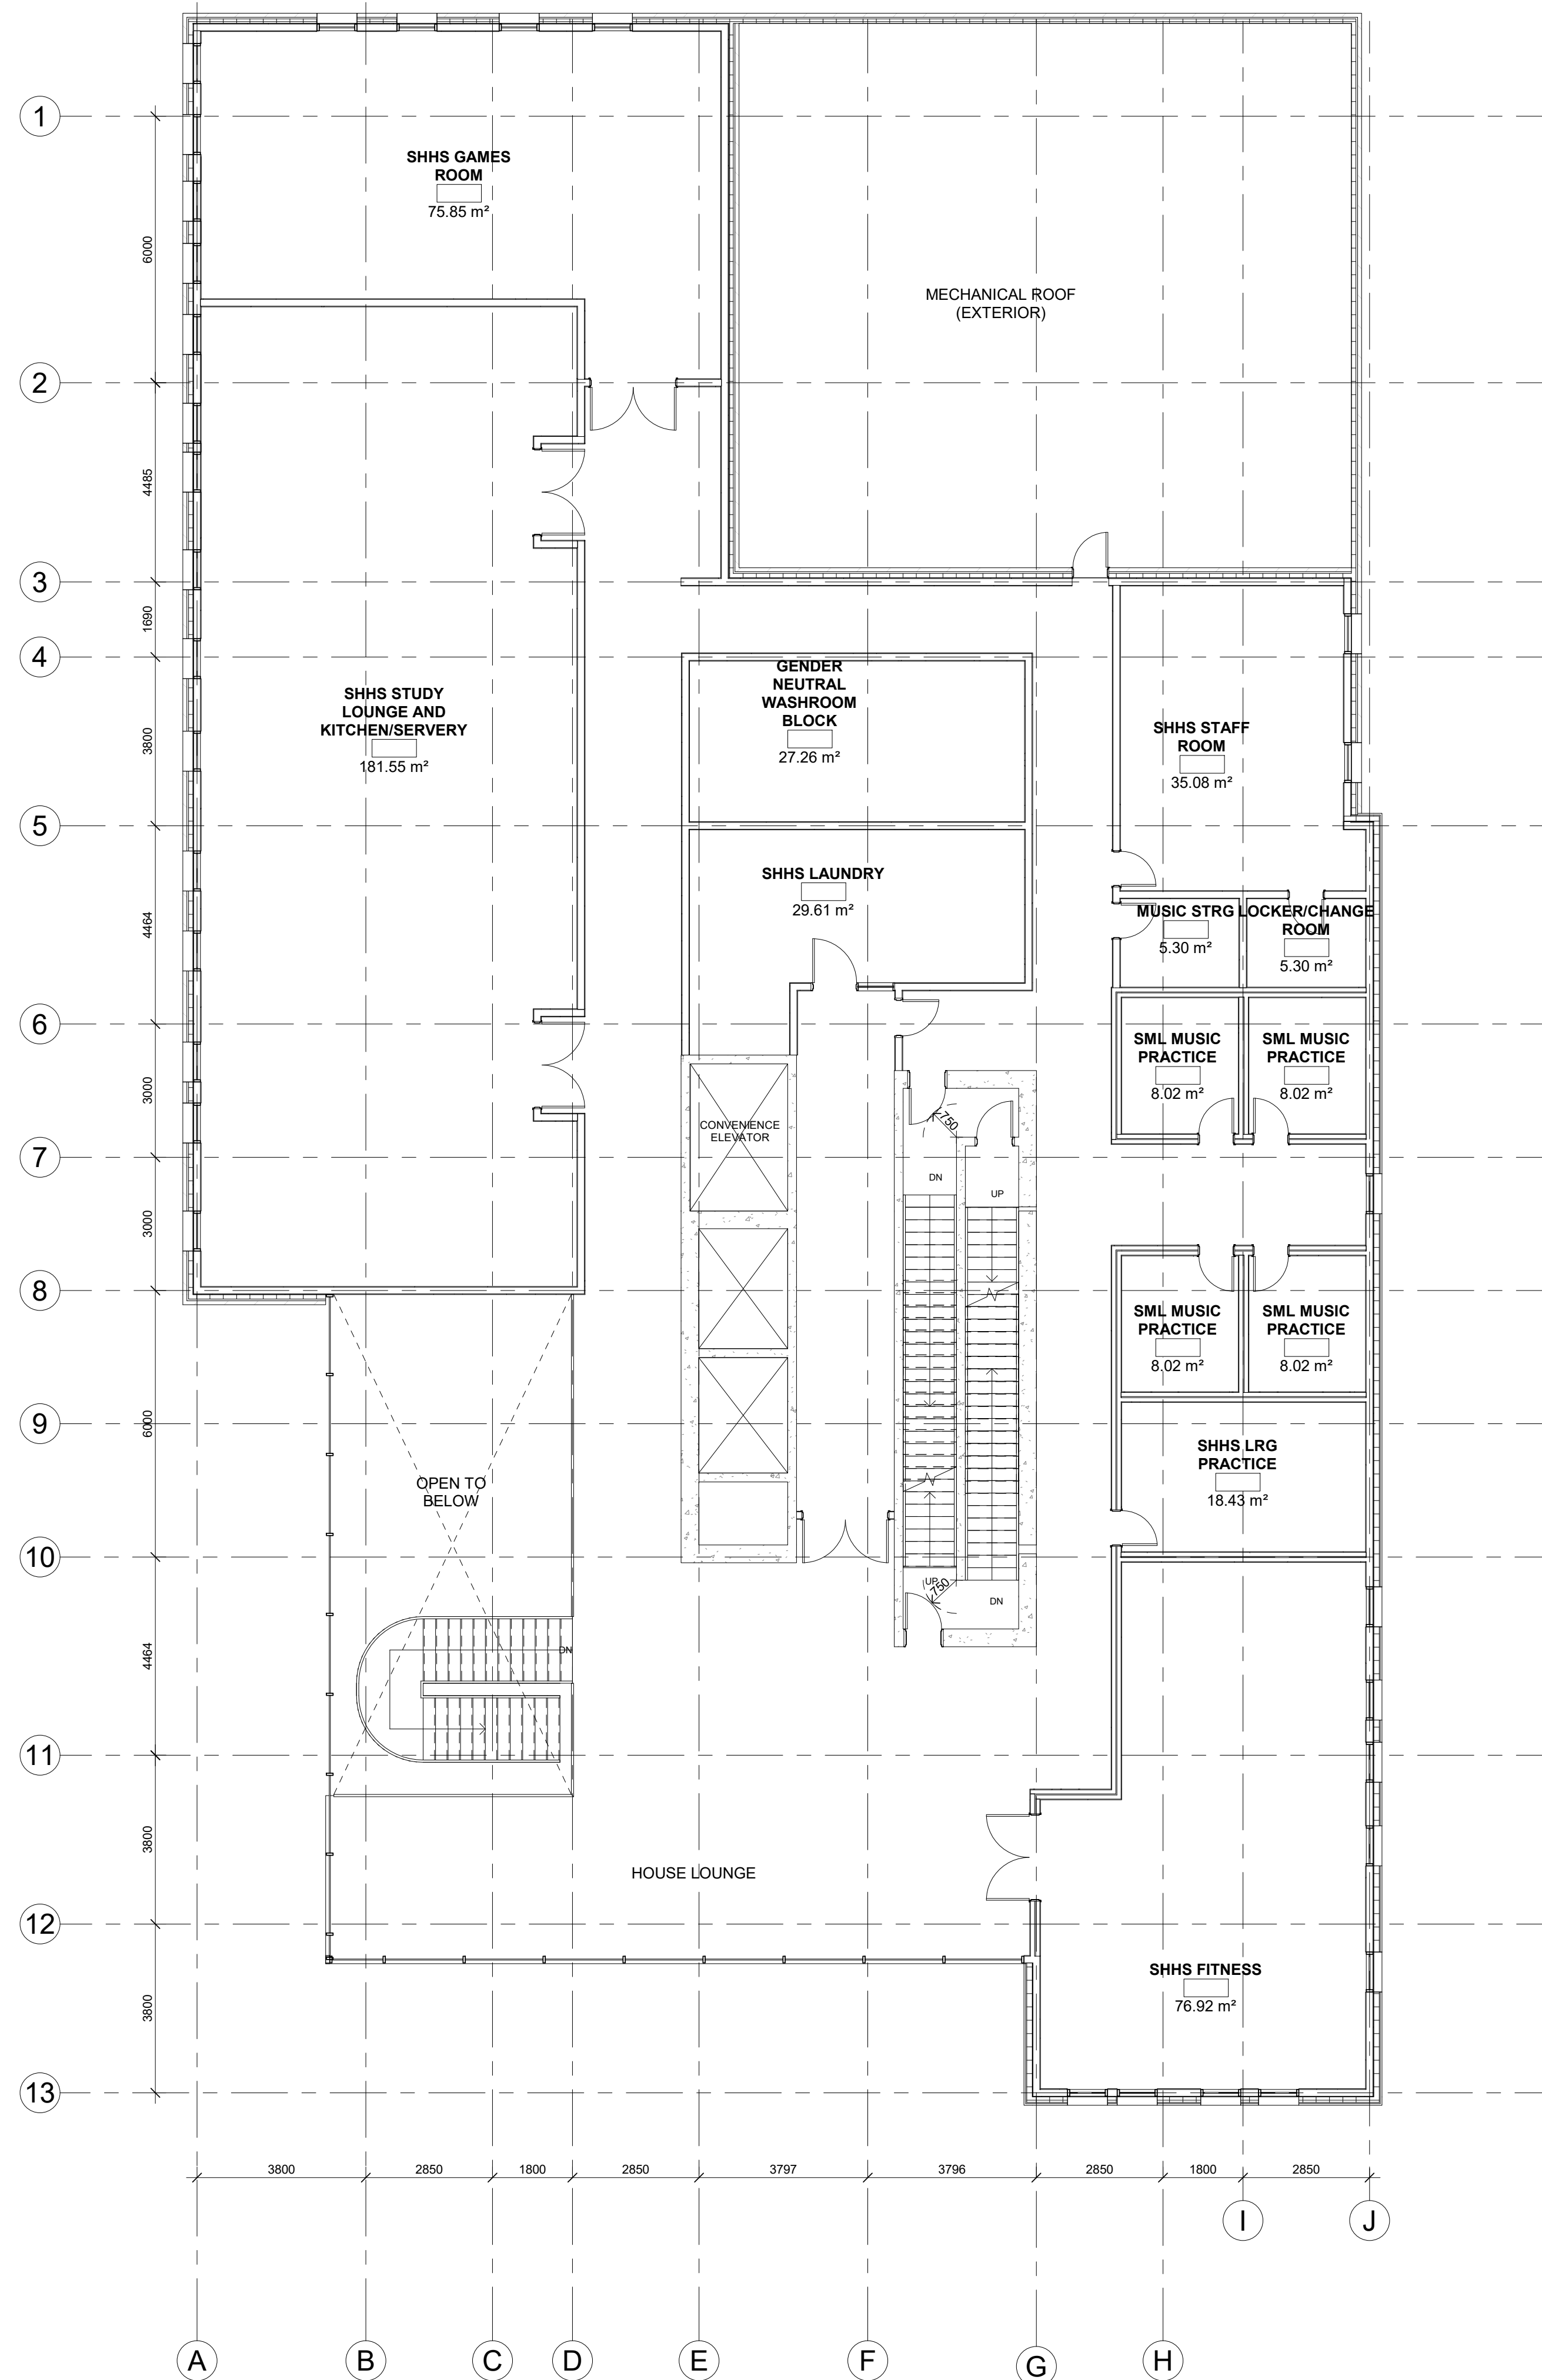 1
SHHS GAMES
ROOM
75.85 m²
6000
MECHANICAL ROOF
(EXTERIOR)
2
4485
3
1690
4
GENDER
NEUTRAL
WASHROOM
BLOCK
27.26 m²
SHHS STUDY
LOUNGE AND
KITCHEN/SERVERY
181.55 m²
3800
SHHS STAFF
ROOM
35.08 m²
5
SHHS LAUNDRY
29.61 m²
4464
MUSIC STRG
5.30 m²
LOCKER/CHANGE
ROOM
5.30 m²
6
SML MUSIC
PRACTICE
8.02 m²
SML MUSIC
PRACTICE
8.02 m²
3000
CONVENIENCE
ELEVATOR
750
7
DN
UP
3000
8
SML MUSIC
PRACTICE
8.02 m²
SML MUSIC
PRACTICE
8.02 m²
9
6000
SHHS LRG
PRACTICE
18.43 m²
OPEN TO
BELOW
10
UP
750
DN
4464
DN
11
3800
HOUSE LOUNGE
12
SHHS FITNESS
76.92 m²
3800
13
3800
2850
1800
2850
3797
3796
2850
1800
2850
I
J
A
B
C
D
E
F
G
H